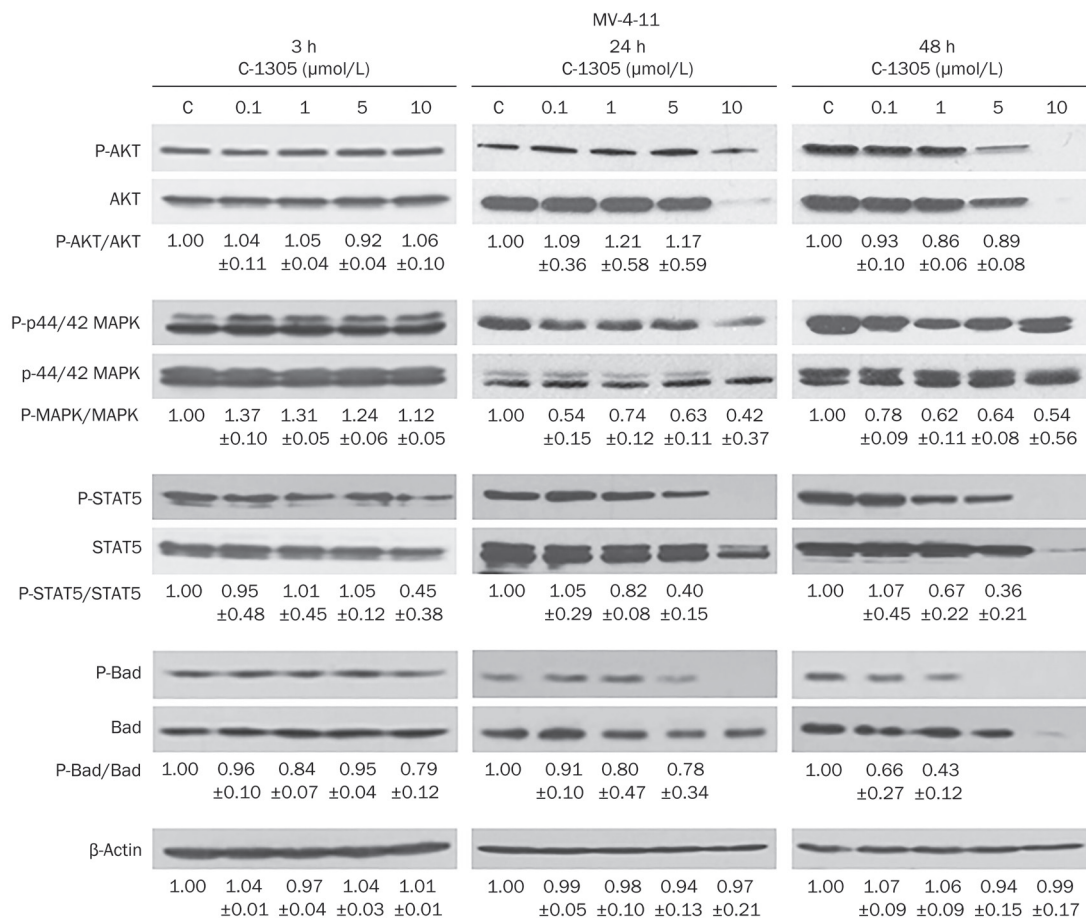 MV-4-11
3 h 24 h 48 h
C-1305 (µmol/L) C-1305 (µmol/L) C-1305 (µmol/L)
C 0.1 1 5 10 C 0.1 1 5 10 C 0.1 1 5 10
P-AKT
AKT
P-AKT/AKT 1.00 1.04 1.05 0.92 1.06 1.00 1.09 1.21 1.17 1.00 0.93 0.86 0.89
±0.11 ±0.04 ±0.04 ±0.10 ±0.36 ±0.58 ±0.59 ±0.10 ±0.06 ±0.08
P-p44/42 MAPK
p-44/42 MAPK
P-MAPK/MAPK 1.00 1.37 1.31 1.24 1.12 1.00 0.54 0.74 0.63 0.42 1.00 0.78 0.62 0.64 0.54
±0.10 ±0.05 ±0.06 ±0.05 ±0.15 ±0.12 ±0.11 ±0.37 ±0.09 ±0.11 ±0.08 ±0.56
P-STAT5
STAT5
P-STAT5/STAT5 1.00 0.95 1.01 1.05 0.45 1.00 1.05 0.82 0.40 1.00 1.07 0.67 0.36
±0.48 ±0.45 ±0.12 ±0.38 ±0.29 ±0.08 ±0.15 ±0.45 ±0.22 ±0.21
P-Bad
Bad
P-Bad/Bad 1.00 0.96 0.84 0.95 0.79 1.00 0.91 0.80 0.78 1.00 0.66 0.43
±0.10 ±0.07 ±0.04 ±0.12 ±0.10 ±0.47 ±0.34 ±0.27 ±0.12
β-Actin
1.00 1.04 0.97 1.04 1.01 1.00 0.99 0.98 0.94 0.97 1.00 1.07 1.06 0.94 0.99
±0.01 ±0.04 ±0.03 ±0.01 ±0.05 ±0.10 ±0.13 ±0.21 ±0.09 ±0.09 ±0.15 ±0.17